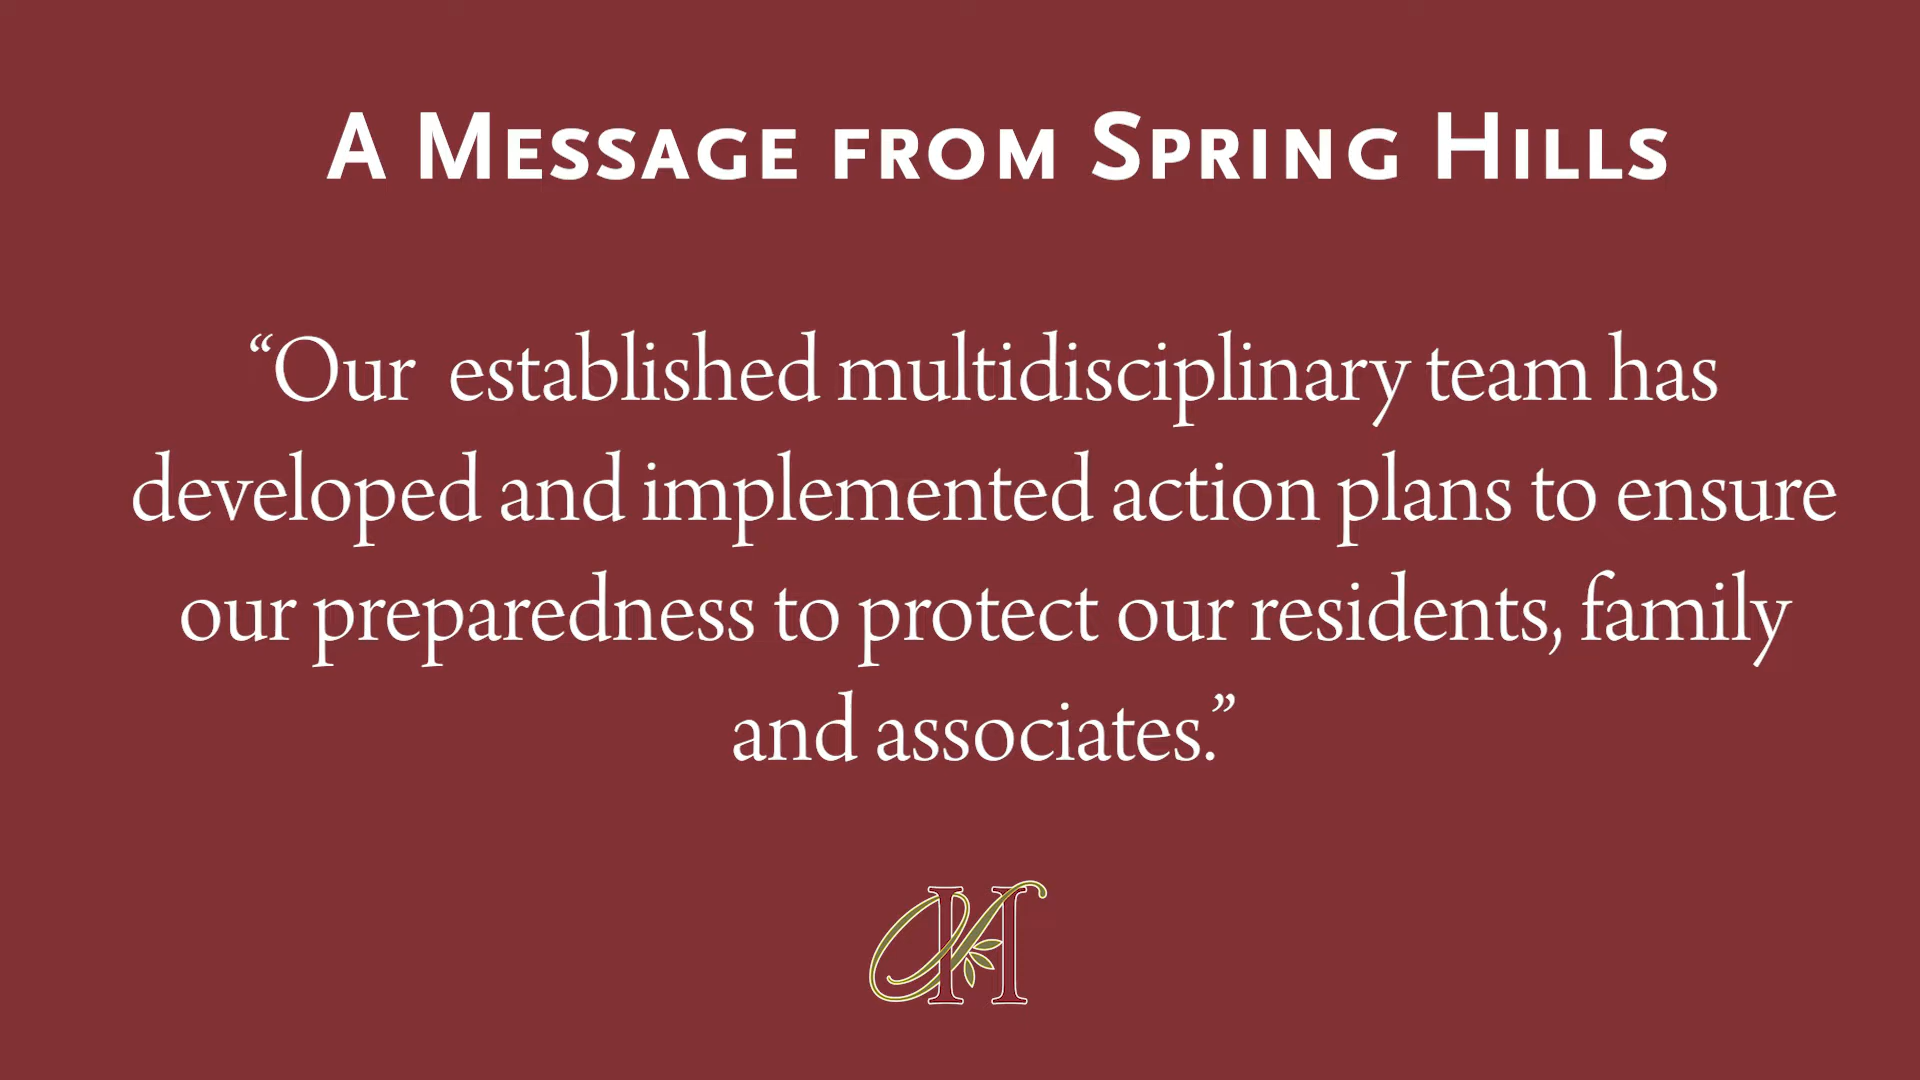 A Message from Spring Hills
“Our  established multidisciplinary team has
developed and implemented action plans to ensure
our preparedness to protect our residents, family
and associates.”
SH